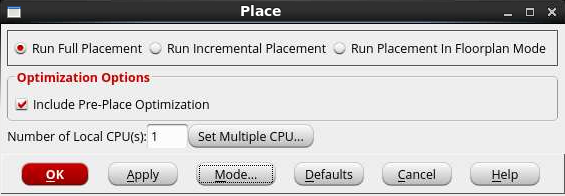 Place
Run Full Placement Run Incremental Placement Run Placement In Floorplan Mode
Optimization Options
Include Pre-Place Optimization
Number of Local CPU(s): 1 Set Multiple CPU...
OK Apply Mode... Defaults Cancel Help